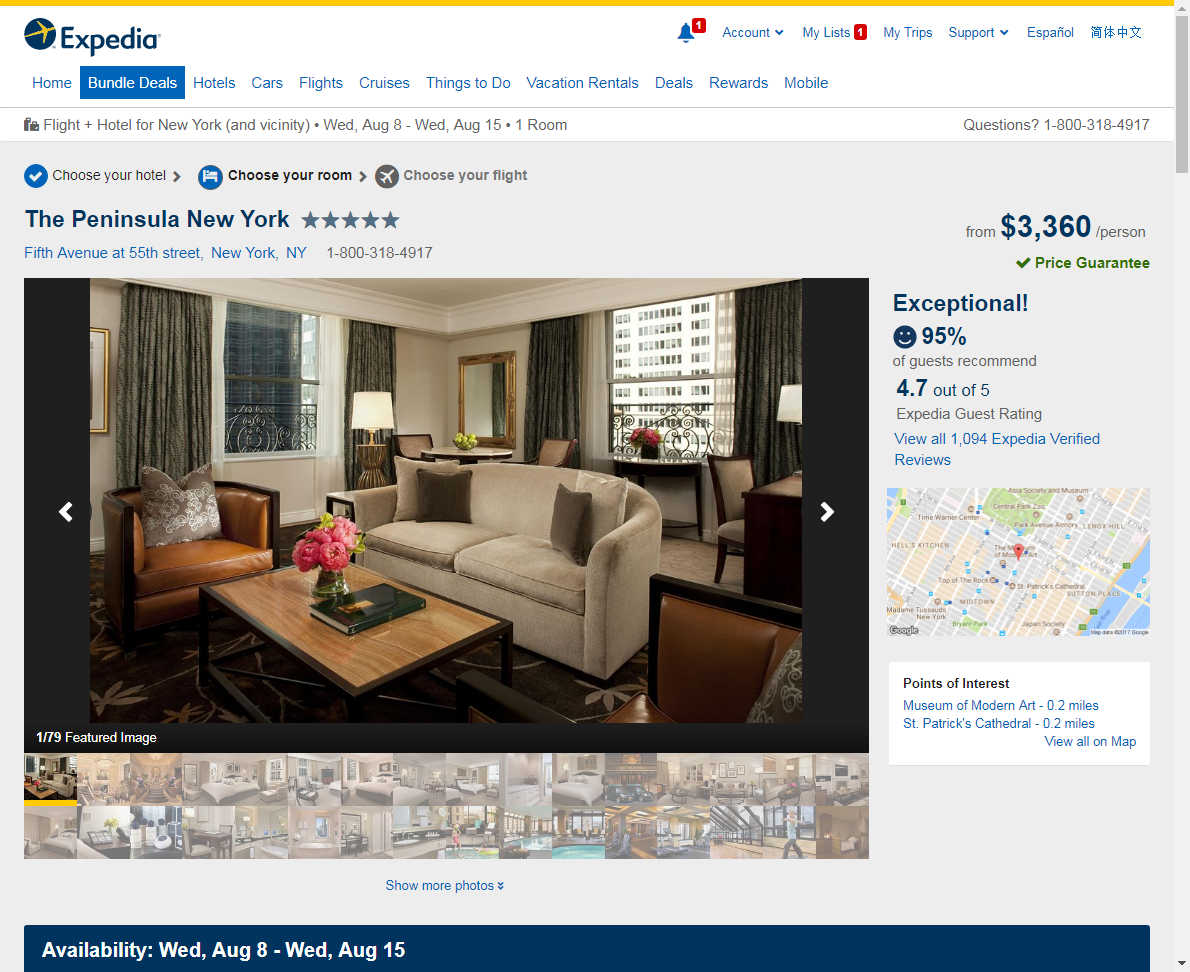 Expedia
1
Account
My Lists 1
My Trips
Support
Español
简体中文
Home
Bundle Deals
Hotels
Cars
Flights
Cruises
Things to Do
Vacation Rentals
Deals
Rewards
Mobile
Flight + Hotel for New York (and vicinity) • Wed, Aug 8 - Wed, Aug 15 • 1 Room
Questions? 1-800-318-4917
Choose your hotel
Choose your room
Choose your flight
The Peninsula New York
Fifth Avenue at 55th street, New York, NY 1-800-318-4917
from $3,360 /person
Price Guarantee
1/79 Featured Image
Show more photos
Exceptional!
95%
of guests recommend
4.7 out of 5
Expedia Guest Rating
View all 1,094 Expedia Verified
Reviews
Asia Society and Museum
Central Park Zoo
Time Warner Center
Park Avenue Armory
LENOX HILL
HELL'S KITCHEN
The Museum
of Modern Art
Top of The Rock
St. Patrick's Cathedral
SUTTON PLACE
MIDTOWN
Madame Tussauds
New York
Bryant Park
Japan Society
East River
Google
Map data ©2017 Google
Points of Interest
Museum of Modern Art - 0.2 miles
St. Patrick's Cathedral - 0.2 miles
View all on Map
Availability: Wed, Aug 8 - Wed, Aug 15